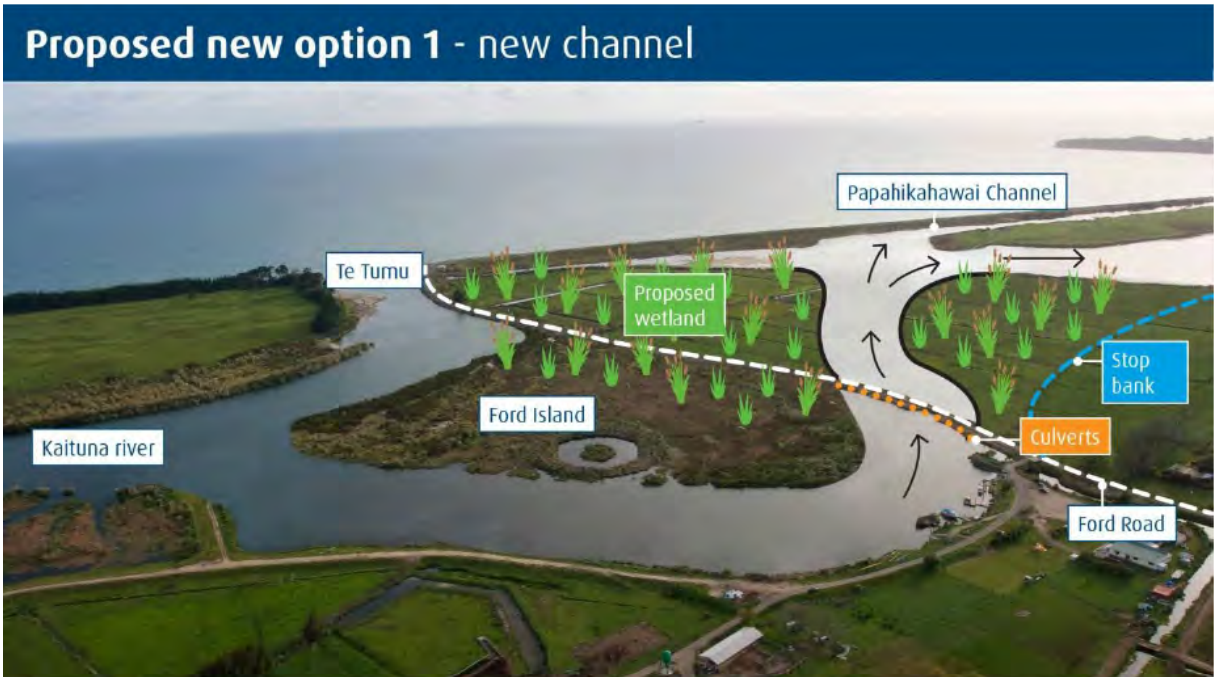 Proposed new option 1 - new channel
Papahikahawai Channel
Te Tumu
Proposed
wetland
Stop
bank
Ford Island
Culverts
Kaituna river
Ford Road